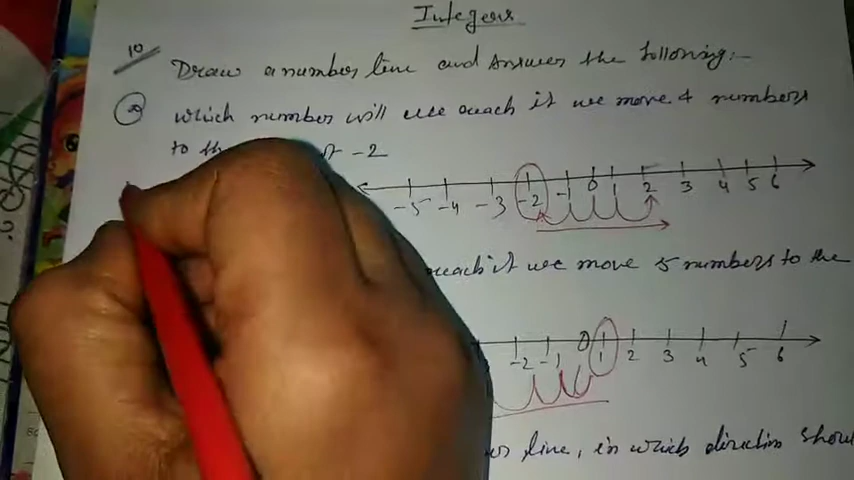 Integers
10 Draw a number line and Answer the following:-
a which number will we reach if we move 4 numbers
to the of -2
-5 -4 -3 -2 -1 0 1 2 3 4 5 6
reach if we move 5 numbers to the
-2 -1 0 1 2 3 4 5 6
line, in which direction